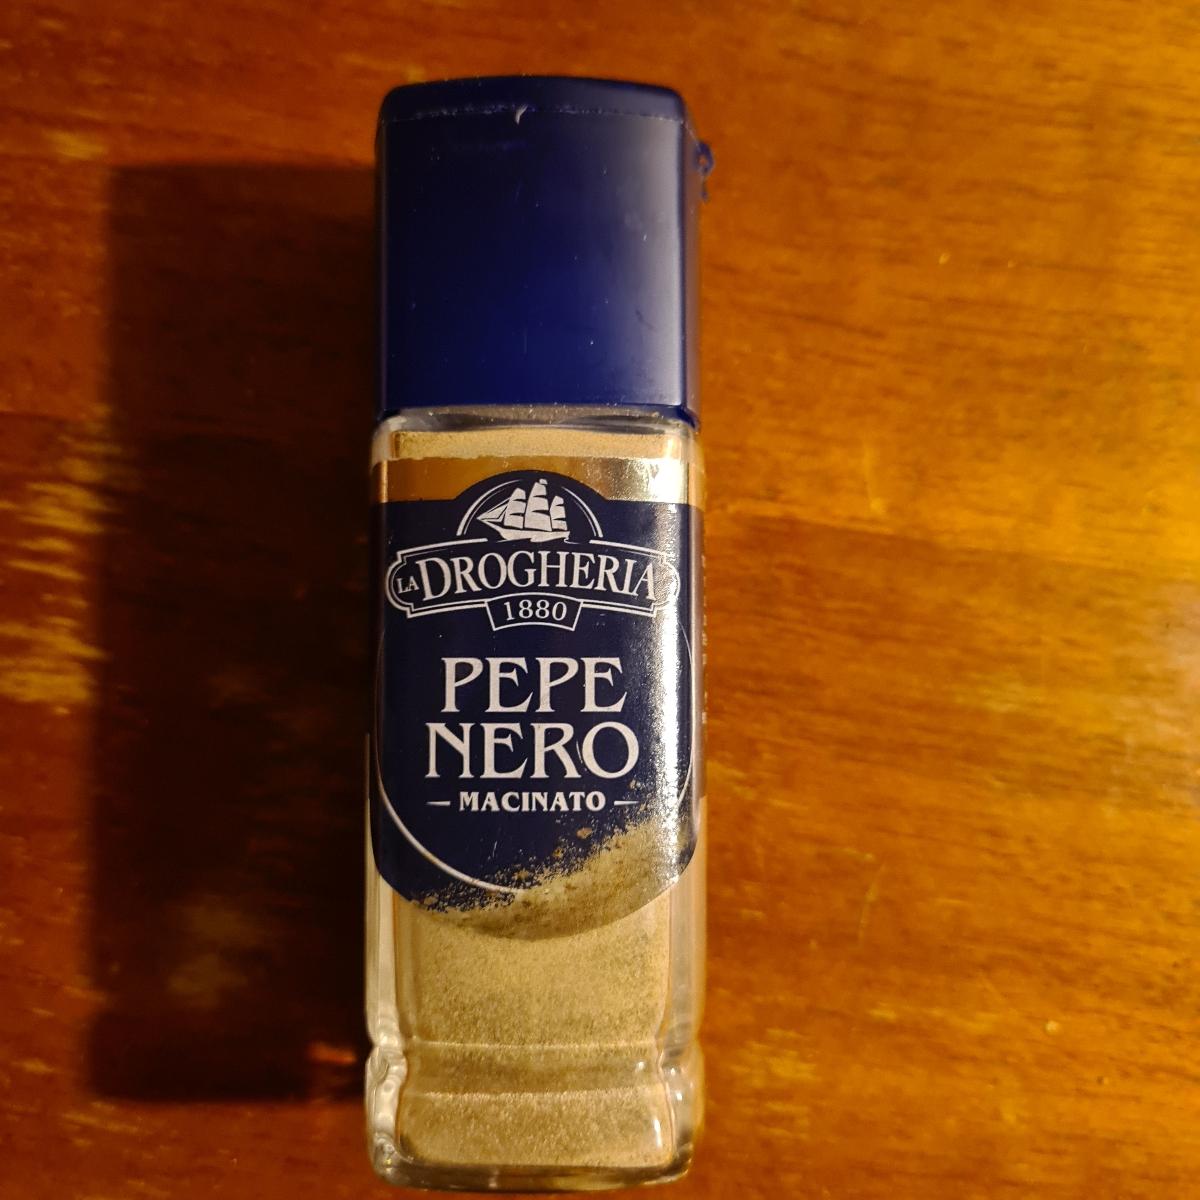 LA DROGHERIA
1880
PEPE
NERO
— MACINATO —